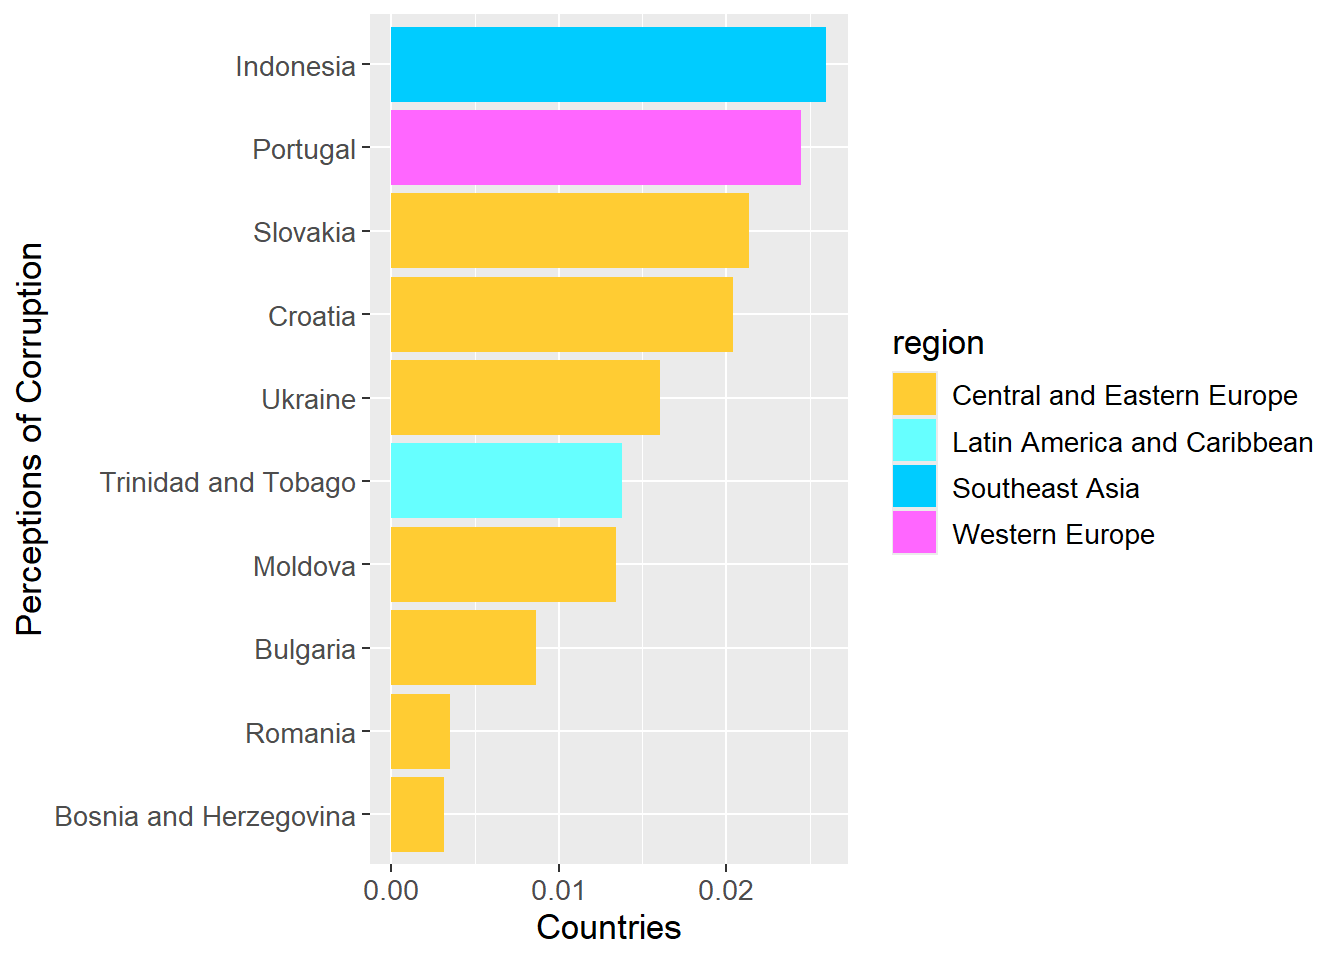 Perceptions of Corruption
Indonesia
Portugal
Slovakia
Croatia
Ukraine
Trinidad and Tobago
Moldova
Bulgaria
Romania
Bosnia and Herzegovina
0.00 0.01 0.02
Countries
region
Central and Eastern Europe
Latin America and Caribbean
Southeast Asia
Western Europe